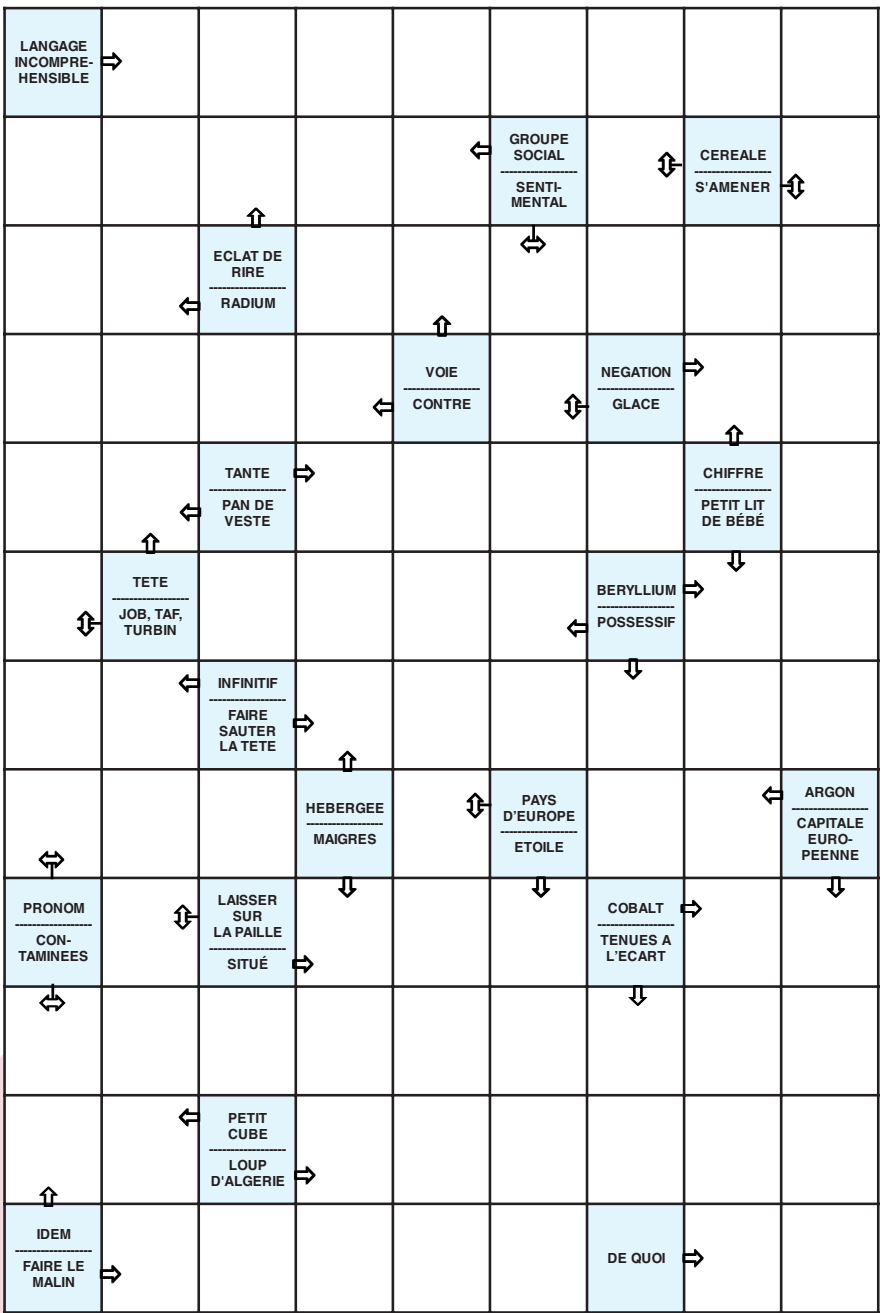 LANGAGE
INCOMPRE-
HENSIBLE
GROUPE
SOCIAL
------------------
SENTI-
MENTAL
CEREALE
------------------
S'AMENER
ECLAT DE
RIRE
------------------
RADIUM
VOIE
------------------
CONTRE
NEGATION
------------------
GLACE
TANTE
------------------
PAN DE
VESTE
CHIFFRE
------------------
PETIT LIT
DE BÉBÉ
TETE
------------------
JOB, TAF,
TURBIN
BERYLLIUM
------------------
POSSESSIF
INFINITIF
------------------
FAIRE
SAUTER
LA TETE
HEBERGEE
------------------
MAIGRES
PAYS
D'EUROPE
------------------
ETOILE
ARGON
------------------
CAPITALE
EURO-
PEENNE
PRONOM
------------------
CON-
TAMINEES
LAISSER
SUR
LA PAILLE
------------------
SITUÉ
COBALT
------------------
TENUES A
L'ECART
PETIT
CUBE
------------------
LOUP
D'ALGERIE
IDEM
------------------
FAIRE LE
MALIN
DE QUOI